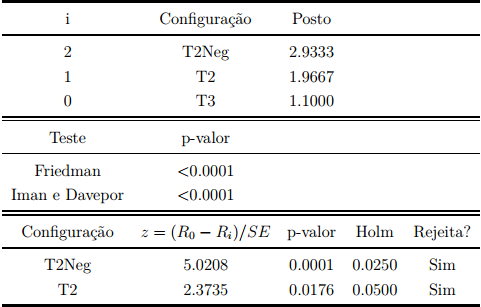 i Configuração Posto
2 T2Neg 2.9333
1 T2 1.9667
0 T3 1.1000
Teste p-valor
Friedman <0.0001
Iman e Davepor <0.0001
Configuração z = (R₀ − Rᵢ)/SE p-valor Holm Rejeita?
T2Neg 5.0208 0.0001 0.0250 Sim
T2 2.3735 0.0176 0.0500 Sim